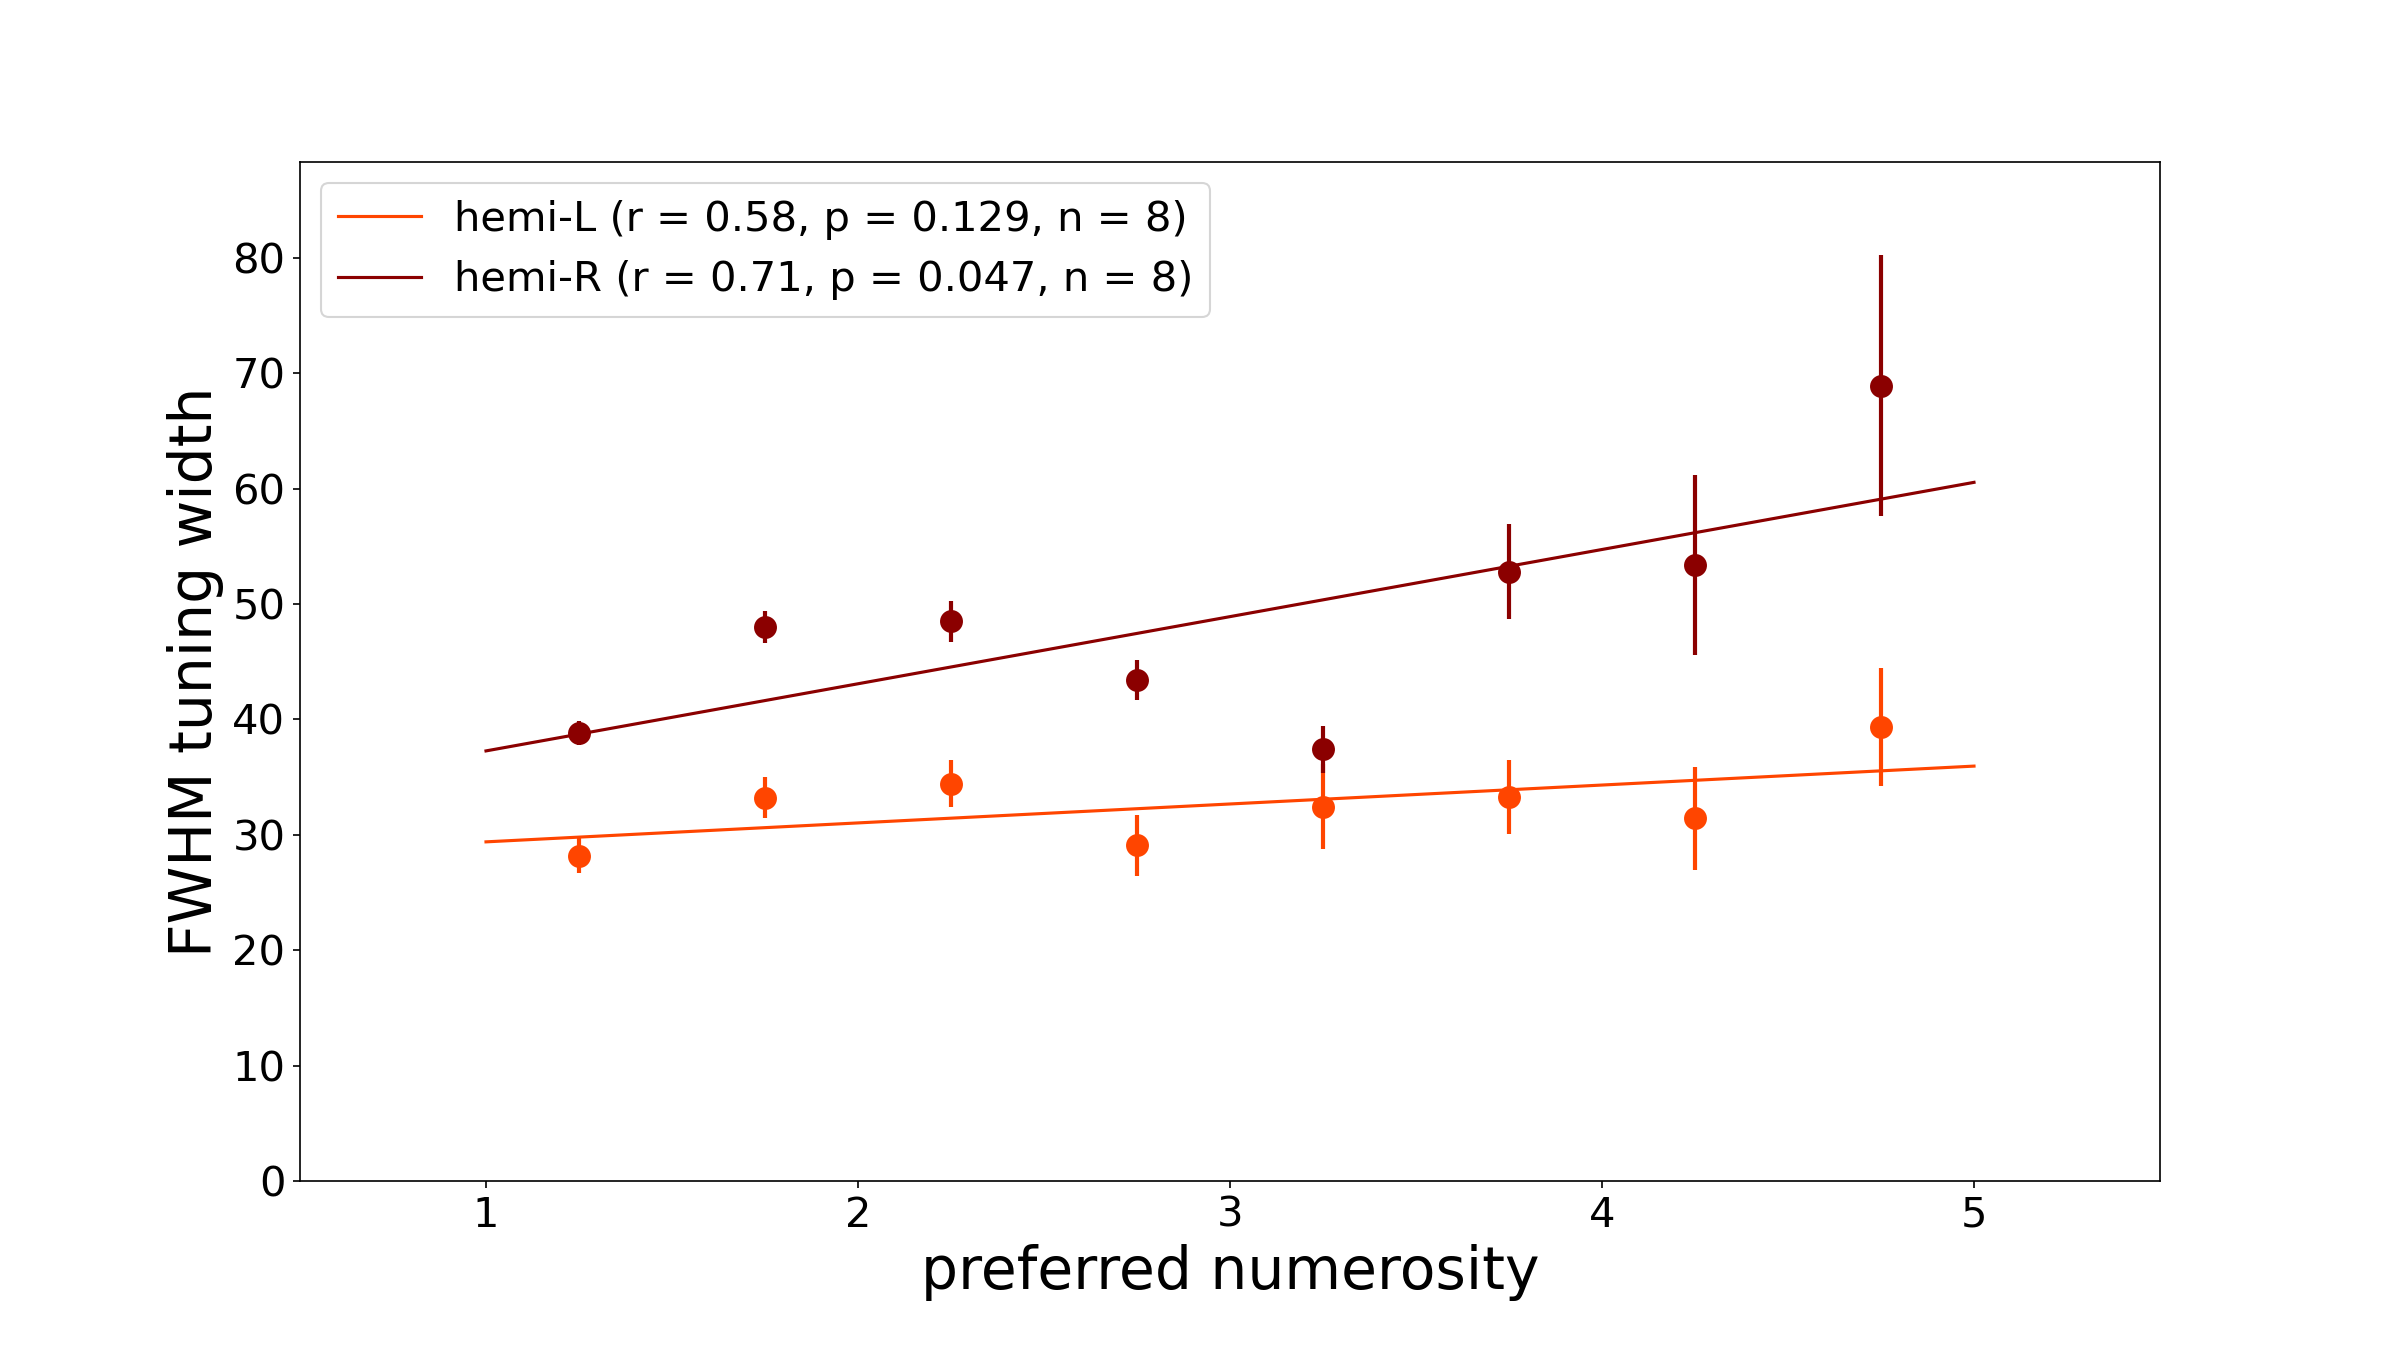 hemi-L (r = 0.58, p = 0.129, n = 8)
hemi-R (r = 0.71, p = 0.047, n = 8)
80
70
60
50
40
30
20
10
0
FWHM tuning width
1 2 3 4 5
preferred numerosity